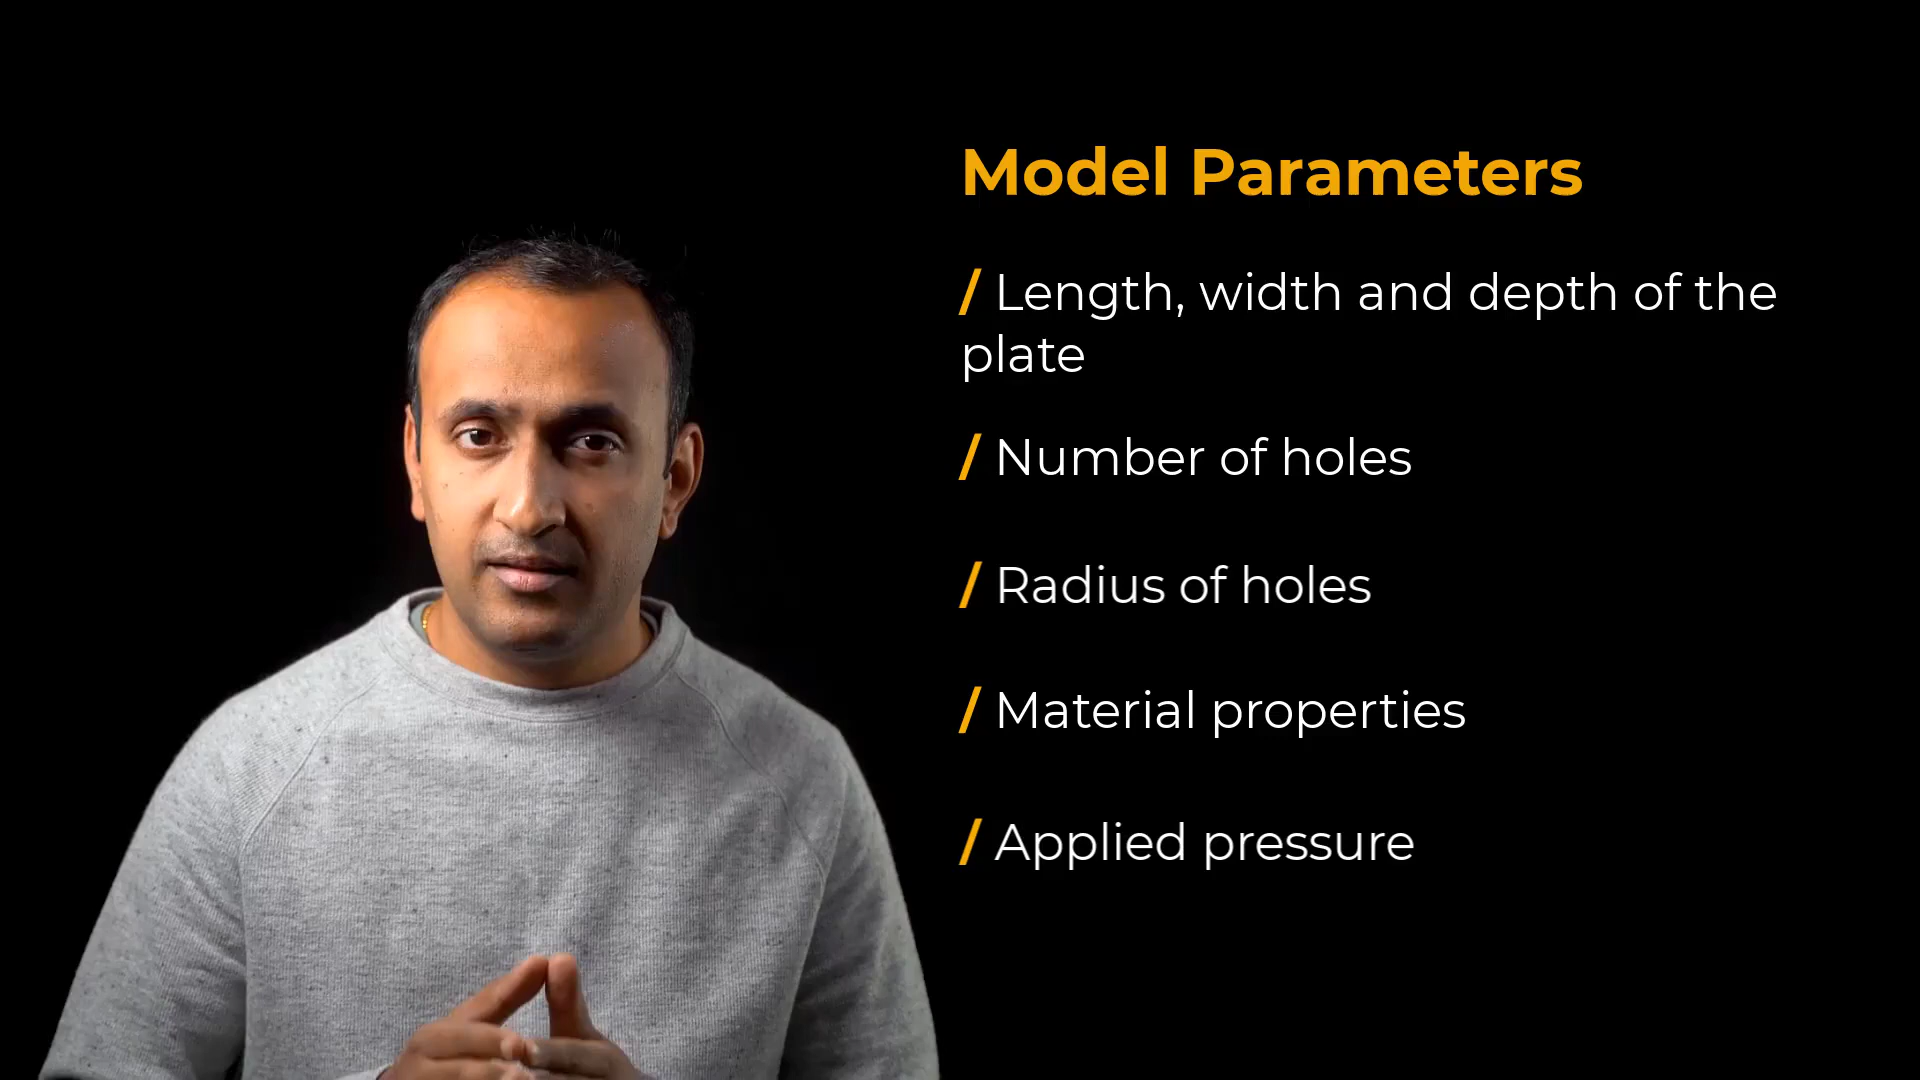 Model Parameters
/ Length, width and depth of the
plate
/ Number of holes
/ Radius of holes
/ Material properties
/ Applied pressure